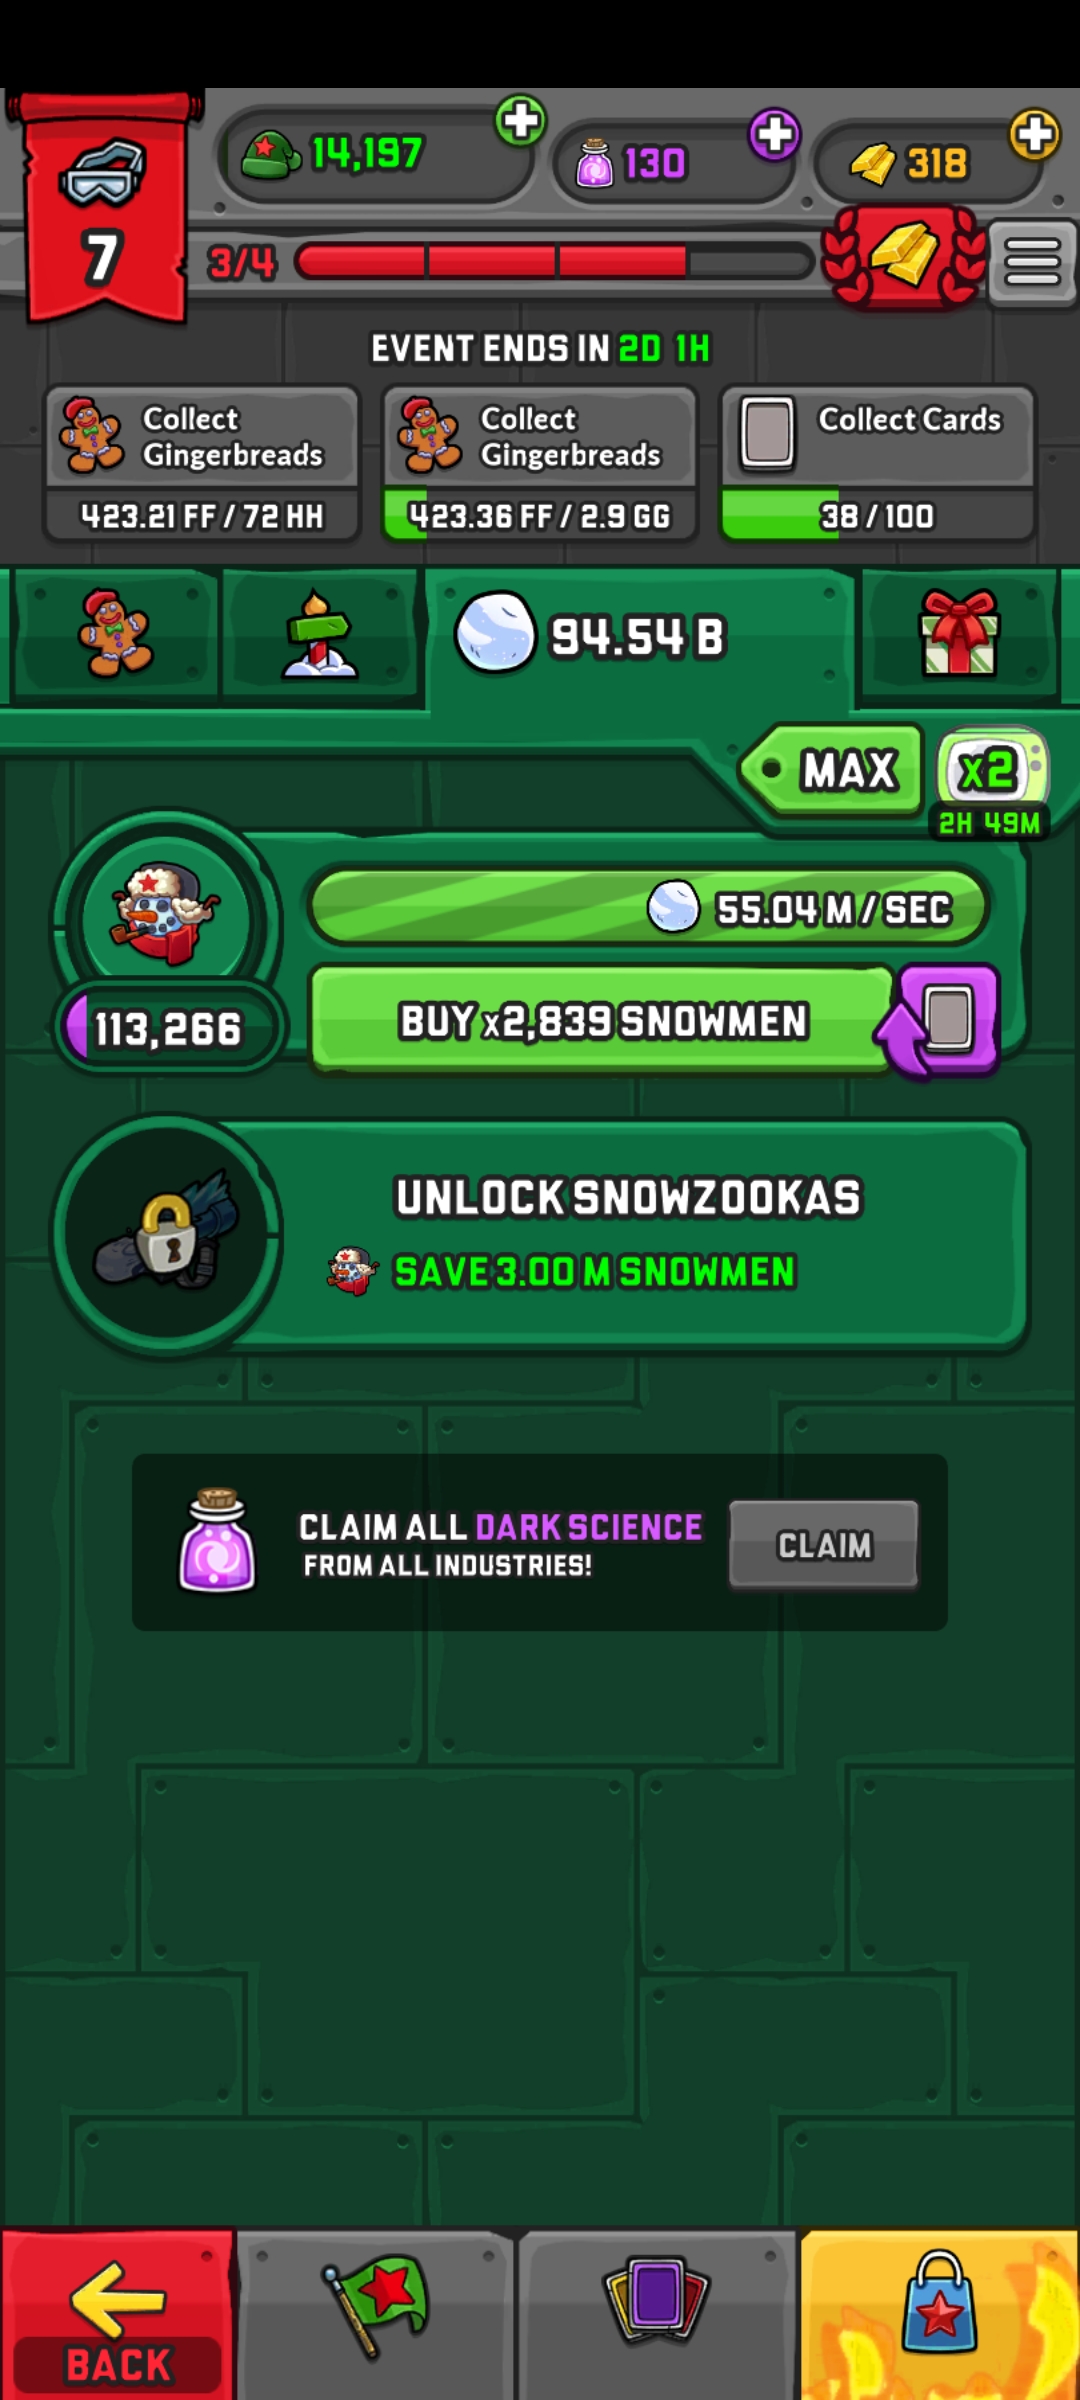 14,197
130
318
7
3/4
EVENT ENDS IN 2D 1H
Collect
Gingerbreads
423.21 FF / 72 HH
Collect
Gingerbreads
423.36 FF / 2.9 GG
Collect Cards
38 / 100
94.54 B
MAX
x2
2H 49M
55.04 M / SEC
113,266
BUY x2,839 SNOWMEN
UNLOCK SNOWZOOKAS
SAVE 3.00 M SNOWMEN
CLAIM ALL DARK SCIENCE
FROM ALL INDUSTRIES!
CLAIM
BACK